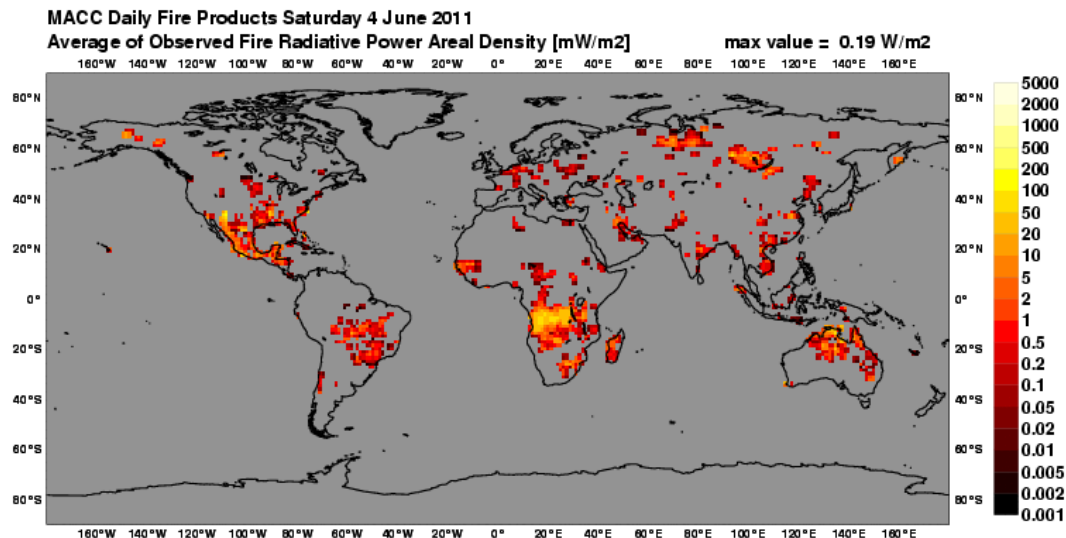 MACC Daily Fire Products Saturday 4 June 2011
Average of Observed Fire Radiative Power Areal Density [mW/m2] max value = 0.19 W/m2
160°W 140°W 120°W 100°W 80°W 60°W 40°W 20°W 0° 20°E 40°E 60°E 80°E 100°E 120°E 140°E 160°E
80°N 80°N
60°N 60°N
40°N 40°N
20°N 20°N
0° 0°
20°S 20°S
40°S 40°S
60°S 60°S
80°S 80°S
160°W 140°W 120°W 100°W 80°W 60°W 40°W 20°W 0° 20°E 40°E 60°E 80°E 100°E 120°E 140°E 160°E
5000
2000
1000
500
200
100
50
20
10
5
2
1
0.5
0.2
0.1
0.05
0.02
0.01
0.005
0.002
0.001